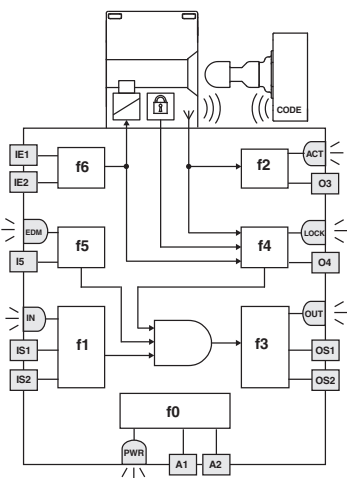 CODE
IE1
IE2
f6
f2
ACT
O3
EDM
I5
f5
f4
LOCK
O4
IN
IS1
IS2
f1
f3
OUT
OS1
OS2
f0
PWR
A1
A2